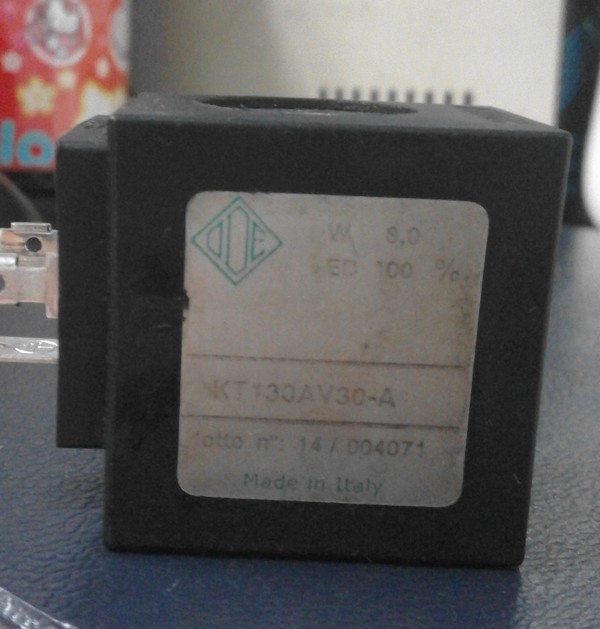 ODE
W 8,0
ED 100 %
KT130AV30-A
lotto n°: 14 / 004071
Made in Italy